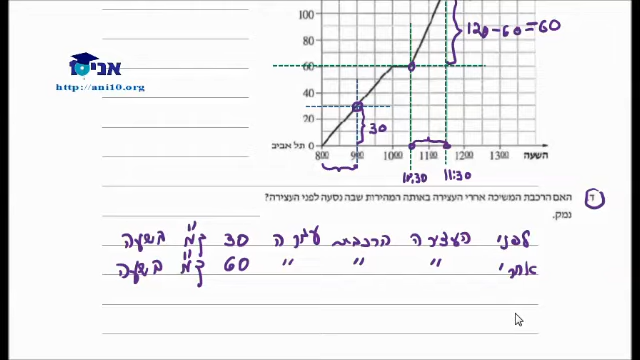 100
80
60
40
20
0 תל אביב
800 900 1000 1100 1200 1300 השעה
120-60=60
30
10:30 11:30
אני10
http://ani10.org
ד האם הרכבת המשיכה אחרי העצירה באותה המהירות שבה נסעה לפני העצירה?
נמק.
לפני העצירה הרכבת עברה 30 ק"מ בשעה
אחרי " " " 60 ק"מ בשעה